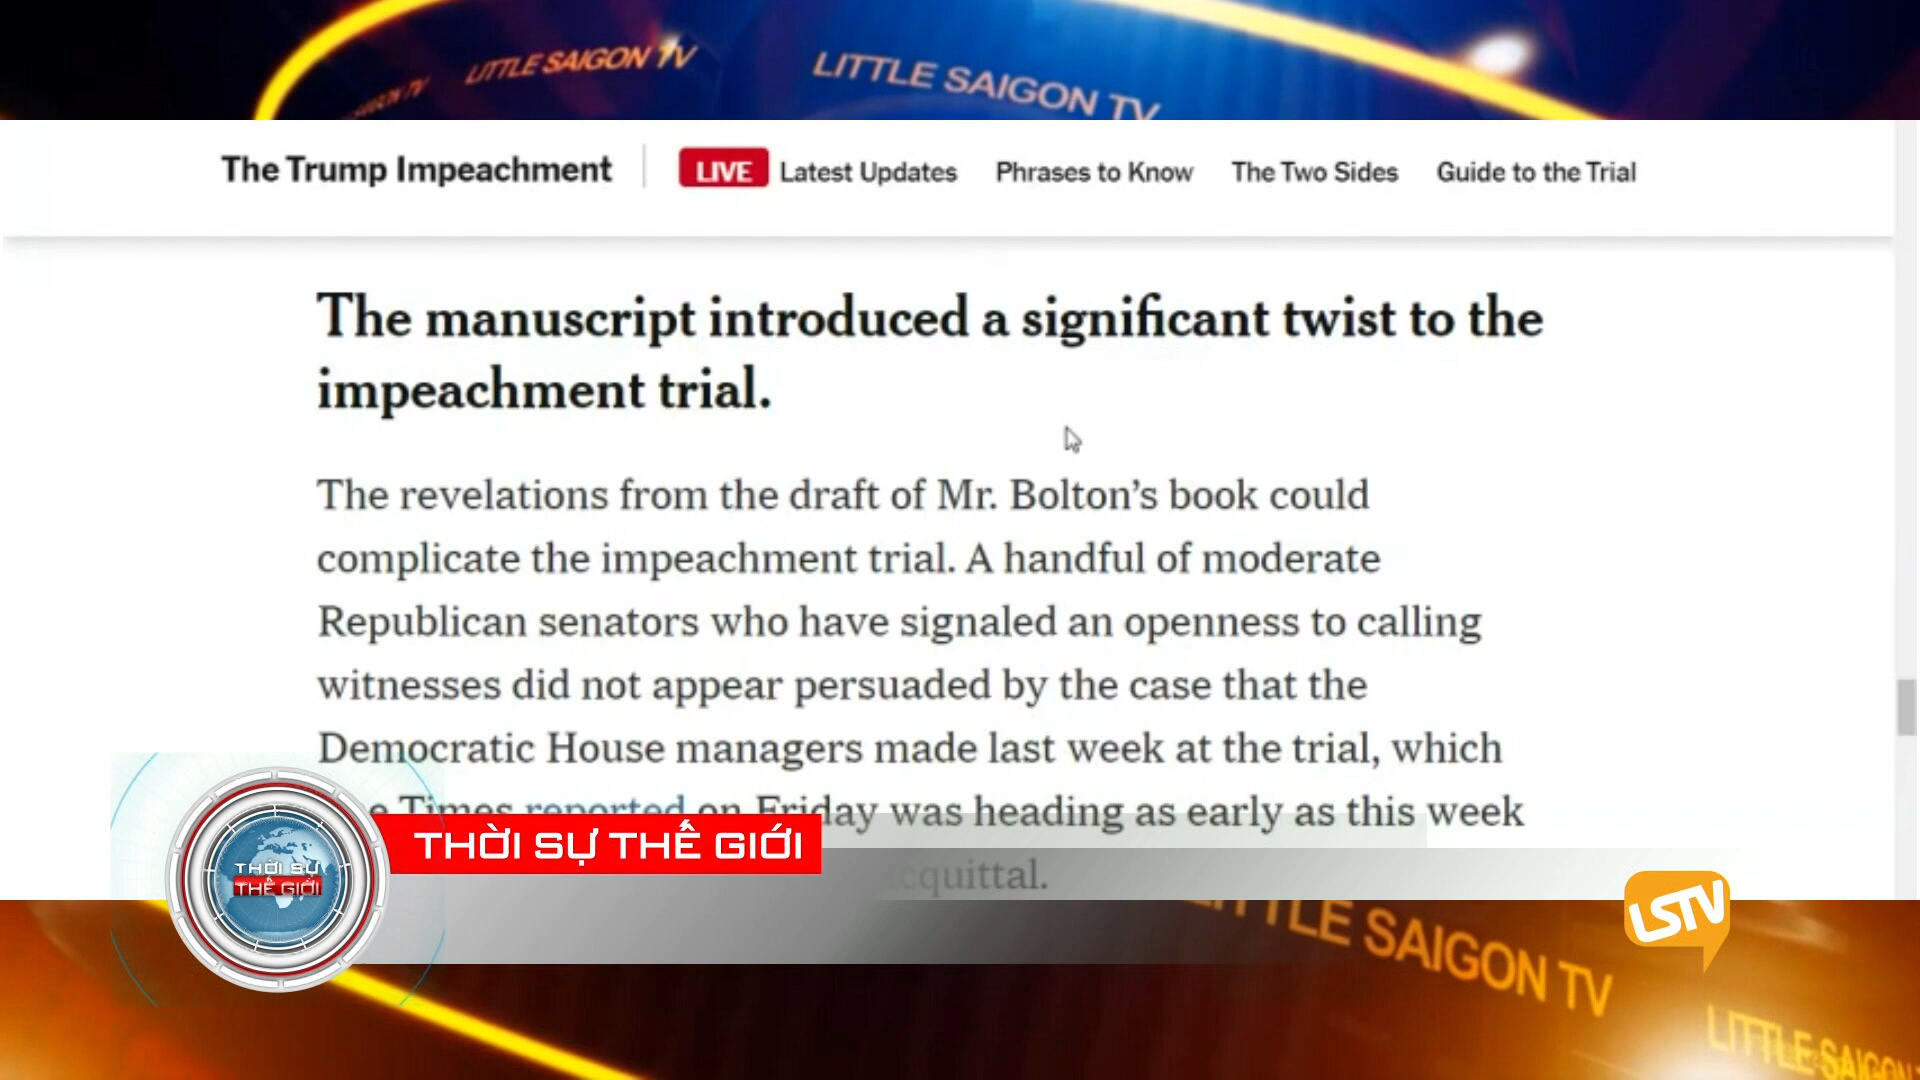 LITTLE SAIGON TV
LITTLE SAIGON TV
The Trump Impeachment
LIVE Latest Updates Phrases to Know The Two Sides Guide to the Trial
The manuscript introduced a significant twist to the
impeachment trial.
The revelations from the draft of Mr. Bolton's book could
complicate the impeachment trial. A handful of moderate
Republican senators who have signaled an openness to calling
witnesses did not appear persuaded by the case that the
Democratic House managers made last week at the trial, which
Times reported on Friday was heading as early as this week
THỜI SỰ THẾ GIỚI
THỜI SỰ
THẾ GIỚI
LSTV
SAIGON TV